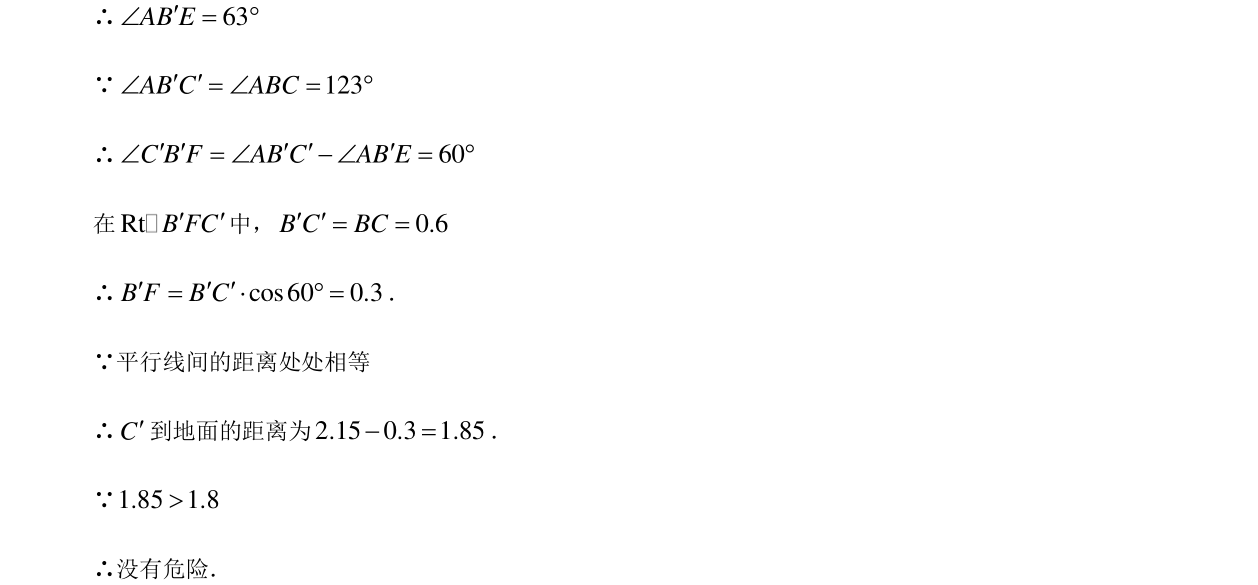 ∴∠AB′E = 63°
∵∠AB′C′ = ∠ABC = 123°
∴∠C′B′F = ∠AB′C′ − ∠AB′E = 60°
在 Rt□B′FC′ 中，B′C′ = BC = 0.6
∴B′F = B′C′·cos60° = 0.3．
∵平行线间的距离处处相等
∴C′ 到地面的距离为 2.15 − 0.3 = 1.85．
∵1.85 > 1.8
∴没有危险．